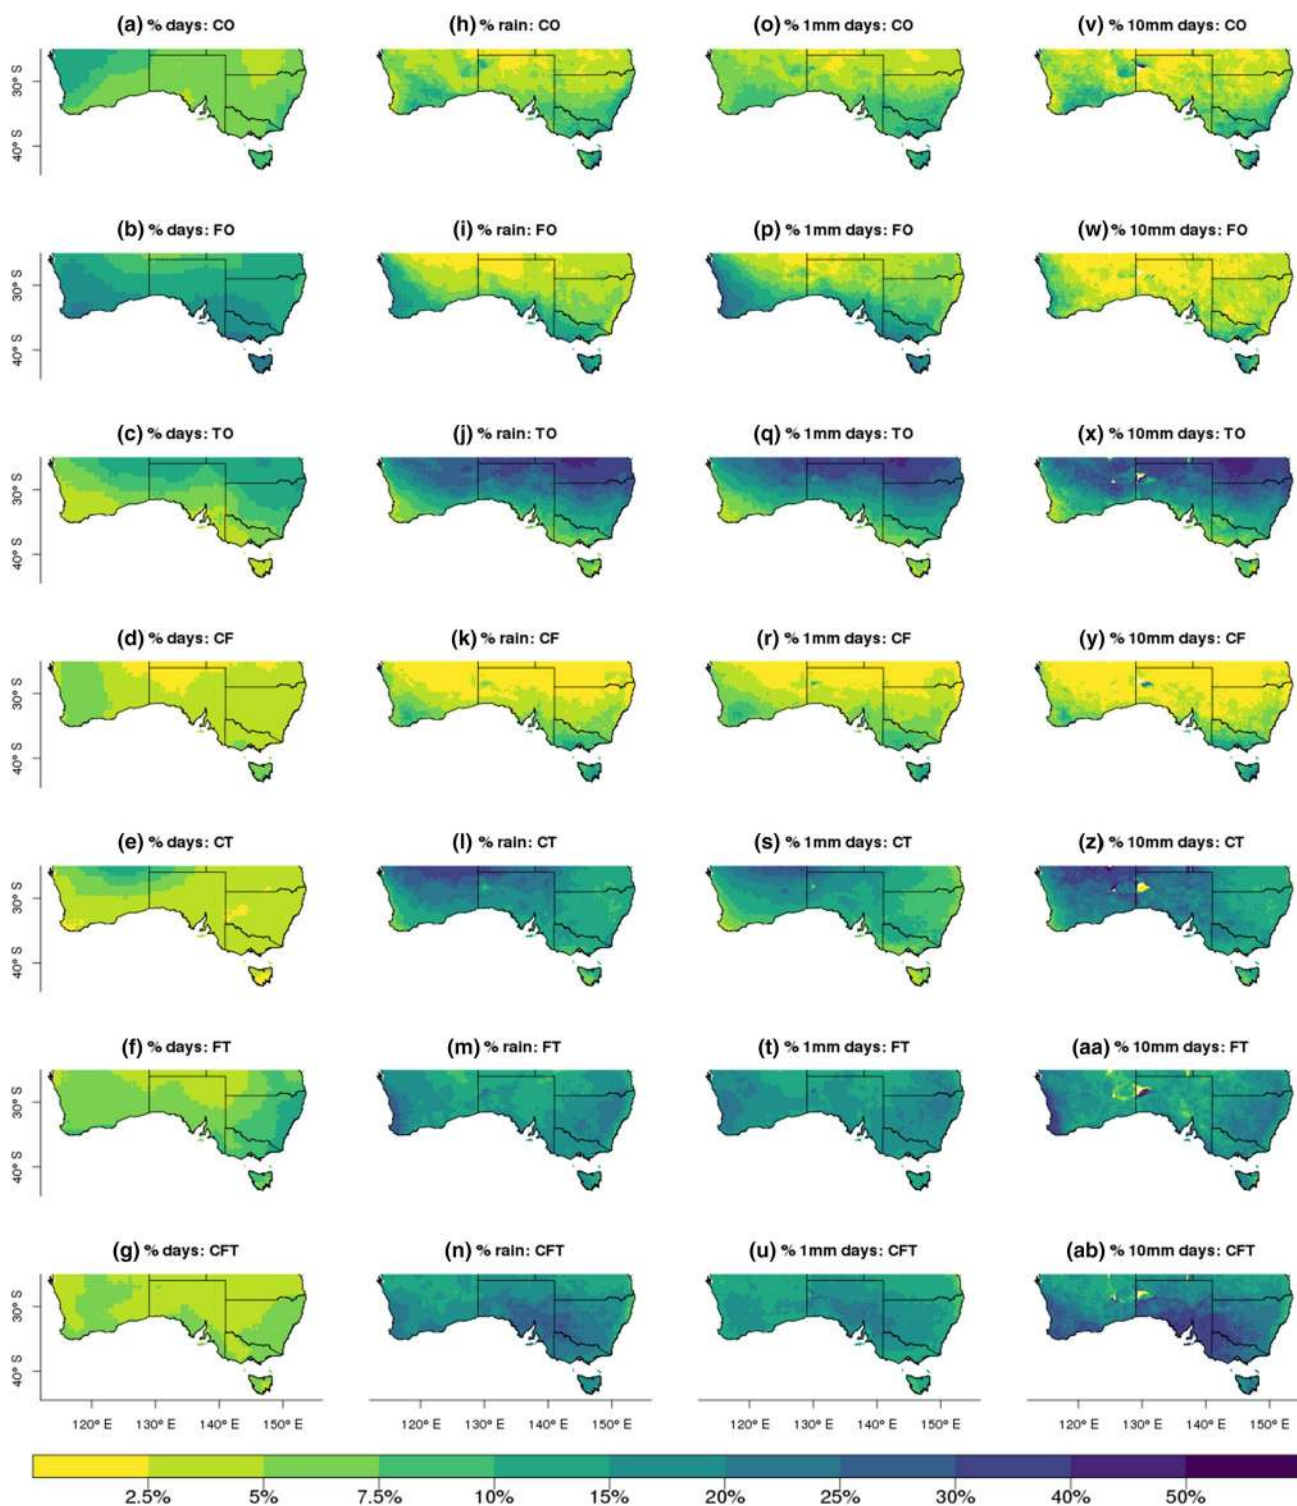 (a) % days: CO (h) % rain: CO (o) % 1mm days: CO (v) % 10mm days: CO
30° S
40° S
(b) % days: FO (i) % rain: FO (p) % 1mm days: FO (w) % 10mm days: FO
30° S
40° S
(c) % days: TO (j) % rain: TO (q) % 1mm days: TO (x) % 10mm days: TO
30° S
40° S
(d) % days: CF (k) % rain: CF (r) % 1mm days: CF (y) % 10mm days: CF
30° S
40° S
(e) % days: CT (l) % rain: CT (s) % 1mm days: CT (z) % 10mm days: CT
30° S
40° S
(f) % days: FT (m) % rain: FT (t) % 1mm days: FT (aa) % 10mm days: FT
30° S
40° S
(g) % days: CFT (n) % rain: CFT (u) % 1mm days: CFT (ab) % 10mm days: CFT
30° S
40° S
120° E 130° E 140° E 150° E 120° E 130° E 140° E 150° E 120° E 130° E 140° E 150° E 120° E 130° E 140° E 150° E
2.5% 5% 7.5% 10% 15% 20% 25% 30% 40% 50%